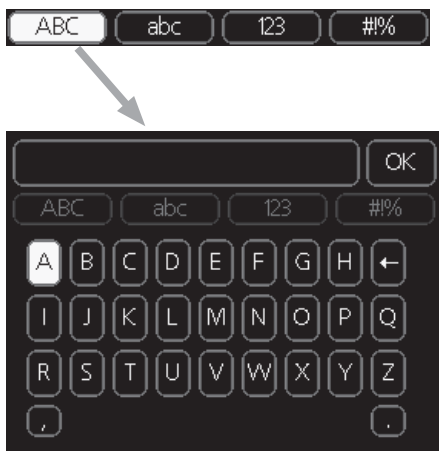 ABC abc 123 #!%
OK
ABC abc 123 #!%
A B C D E F G H ←
I J K L M N O P Q
R S T U V W X Y Z
, .